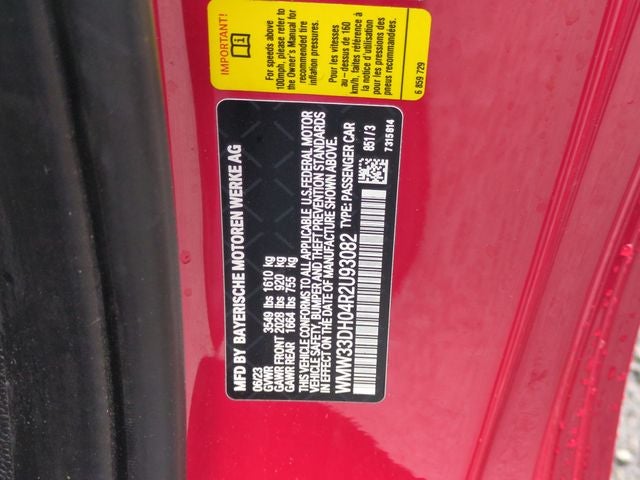 IMPORTANT!
For speeds above
100mph, please refer to
the Owner's Manual for
recommended tire
inflation pressures.
Pour les vitesses
au-dessus de 160
km/h, faites référence à
la notice d'utilisation
pour les pressions des
pneus recommandées.
6 859 729
MFD BY BAYERISCHE MOTOREN WERKE AG
06/23
GVWR 3549 lbs 1610 kg
GAWR FRONT 2029 lbs 920 kg
GAWR REAR 1664 lbs 755 kg
THIS VEHICLE CONFORMS TO ALL APPLICABLE U.S. FEDERAL MOTOR
VEHICLE SAFETY, BUMPER AND THEFT PREVENTION STANDARDS
IN EFFECT ON THE DATE OF MANUFACTURE SHOWN ABOVE.
WMW33DH04R2U93082 TYPE: PASSENGER CAR
851/3
7 315 814